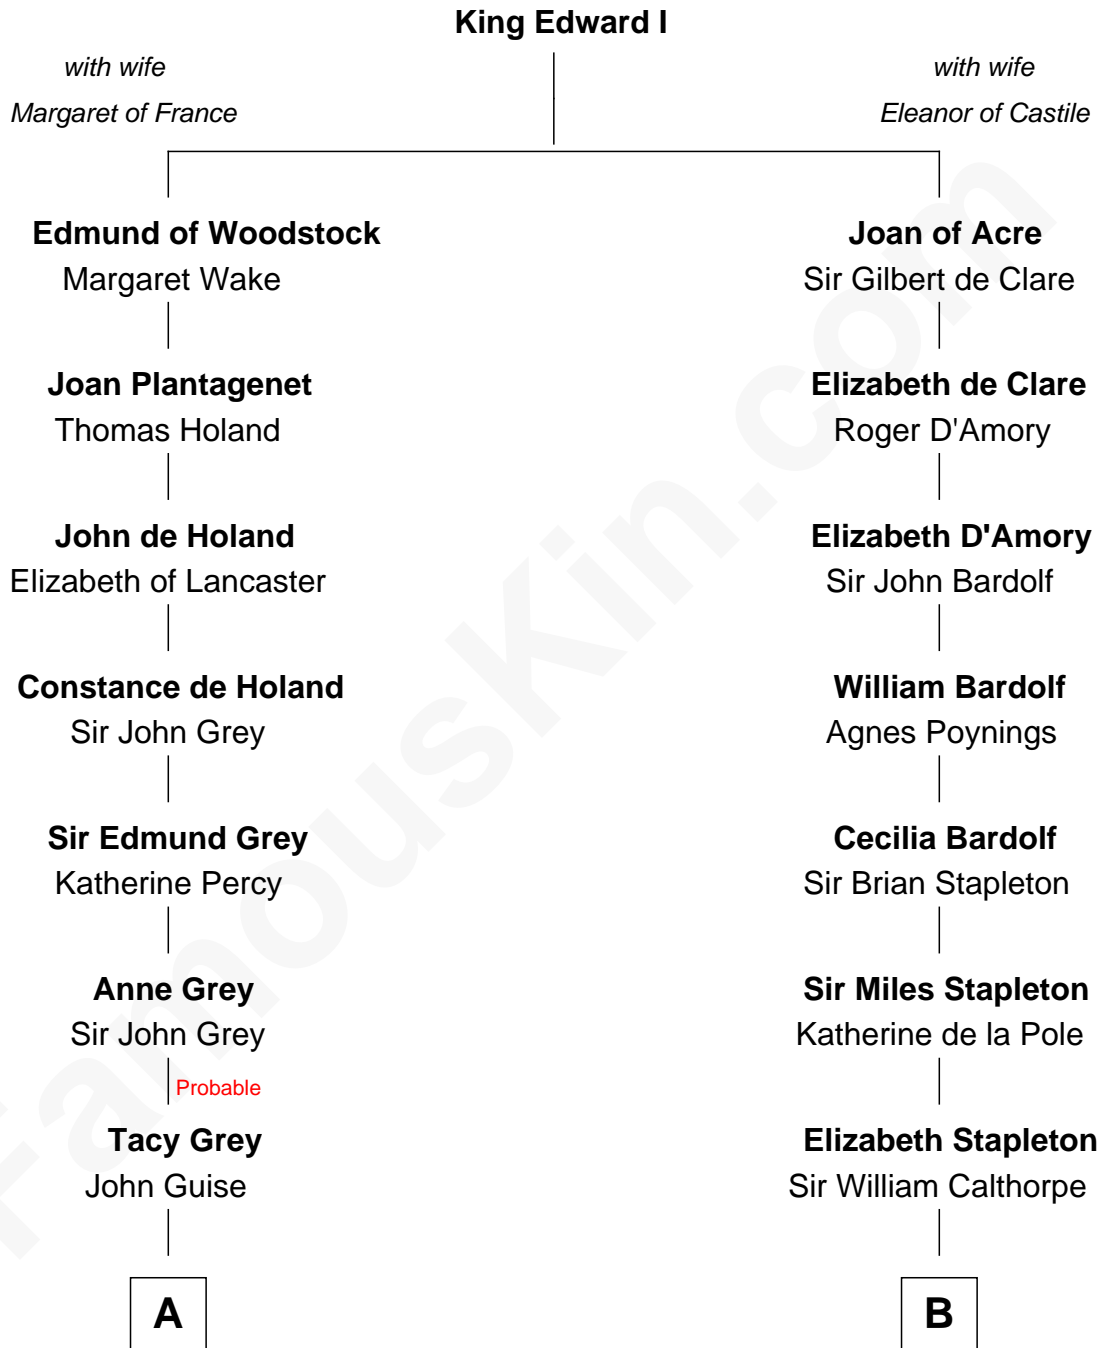 King Edward I
with wife
Margaret of France
with wife
Eleanor of Castile
Edmund of Woodstock
Margaret Wake
Joan of Acre
Sir Gilbert de Clare
Joan Plantagenet
Thomas Holand
Elizabeth de Clare
Roger D'Amory
John de Holand
Elizabeth of Lancaster
Elizabeth D'Amory
Sir John Bardolf
Constance de Holand
Sir John Grey
William Bardolf
Agnes Poynings
Sir Edmund Grey
Katherine Percy
Cecilia Bardolf
Sir Brian Stapleton
Anne Grey
Sir John Grey
Probable
Sir Miles Stapleton
Katherine de la Pole
Tacy Grey
John Guise
Elizabeth Stapleton
Sir William Calthorpe
A
B
FamousKin.com